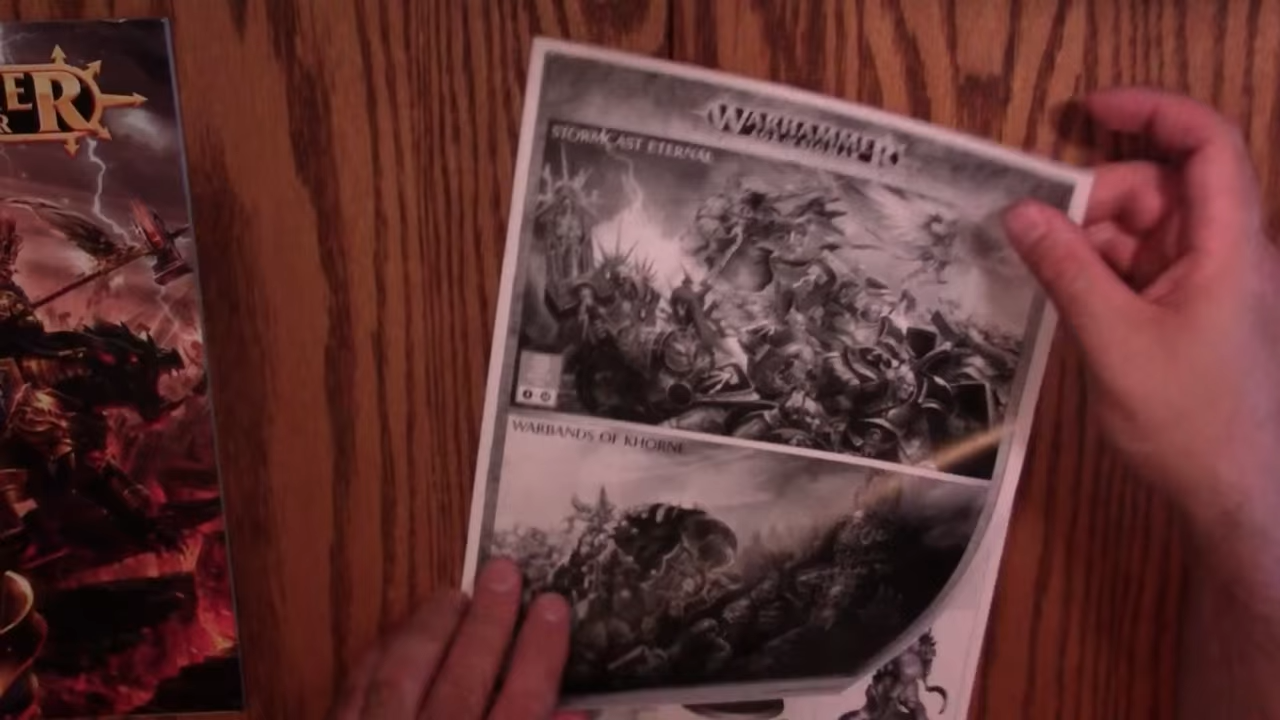 ER
R
WARHAMMER
STORMCAST ETERNAL
WARBANDS OF KHORNE